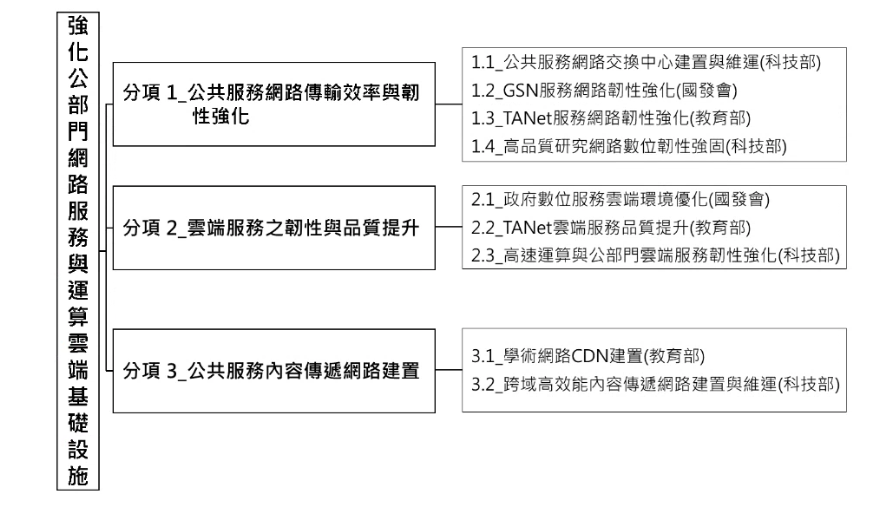 強化公部門網路服務與運算雲端基礎設施
分項 1_公共服務網路傳輸效率與韌
性強化
1.1_公共服務網路交換中心建置與維運(科技部)
1.2_GSN服務網路韌性強化(國發會)
1.3_TANet服務網路韌性強化(教育部)
1.4_高品質研究網路數位韌性強固(科技部)
分項 2_雲端服務之韌性與品質提升
2.1_政府數位服務雲端環境優化(國發會)
2.2_TANet雲端服務品質提升(教育部)
2.3_高速運算與公部門雲端服務韌性強化(科技部)
分項 3_公共服務內容傳遞網路建置
3.1_學術網路CDN建置(教育部)
3.2_跨域高效能內容傳遞網路建置與維運(科技部)